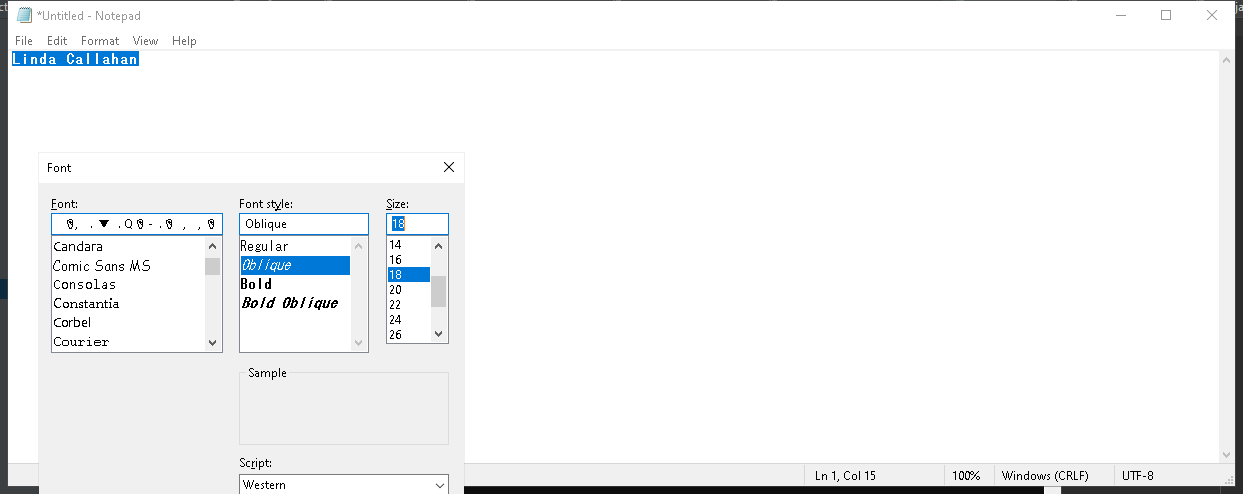 *Untitled - Notepad
File Edit Format View Help
Linda Callahan
Font
Font: Font style: Size:
Oblique 18
Candara Regular 14
Comic Sans MS Oblique 16
Consolas Bold 18
Constantia Bold Oblique 20
Corbel 22
Courier 24
26
Sample
Script:
Western
Ln 1, Col 15 100% Windows (CRLF) UTF-8